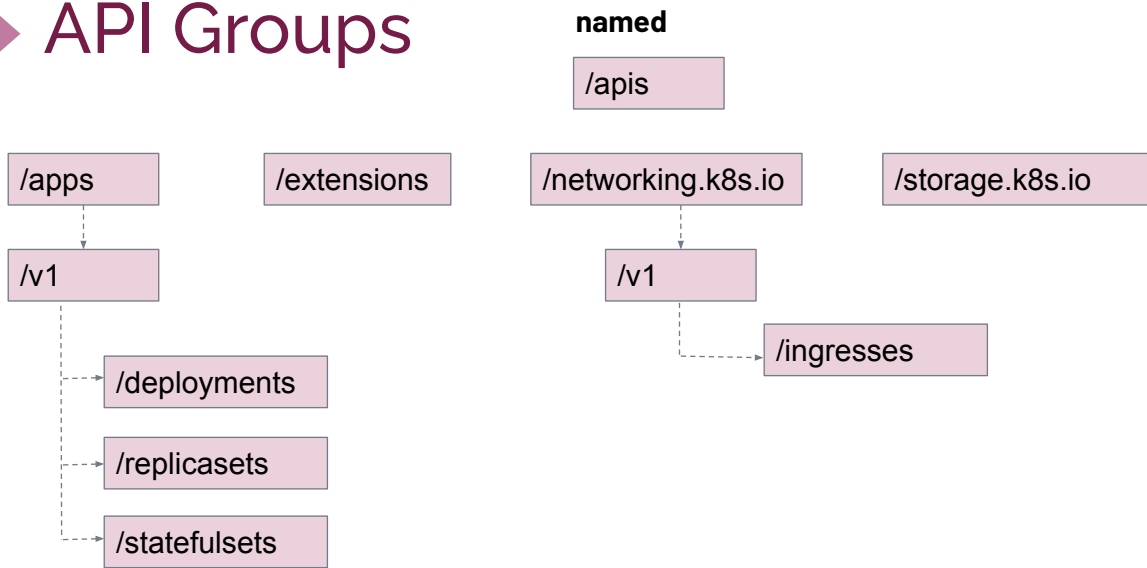 API Groups
named
/apis
/apps
/extensions
/networking.k8s.io
/storage.k8s.io
/v1
/v1
/ingresses
/deployments
/replicasets
/statefulsets